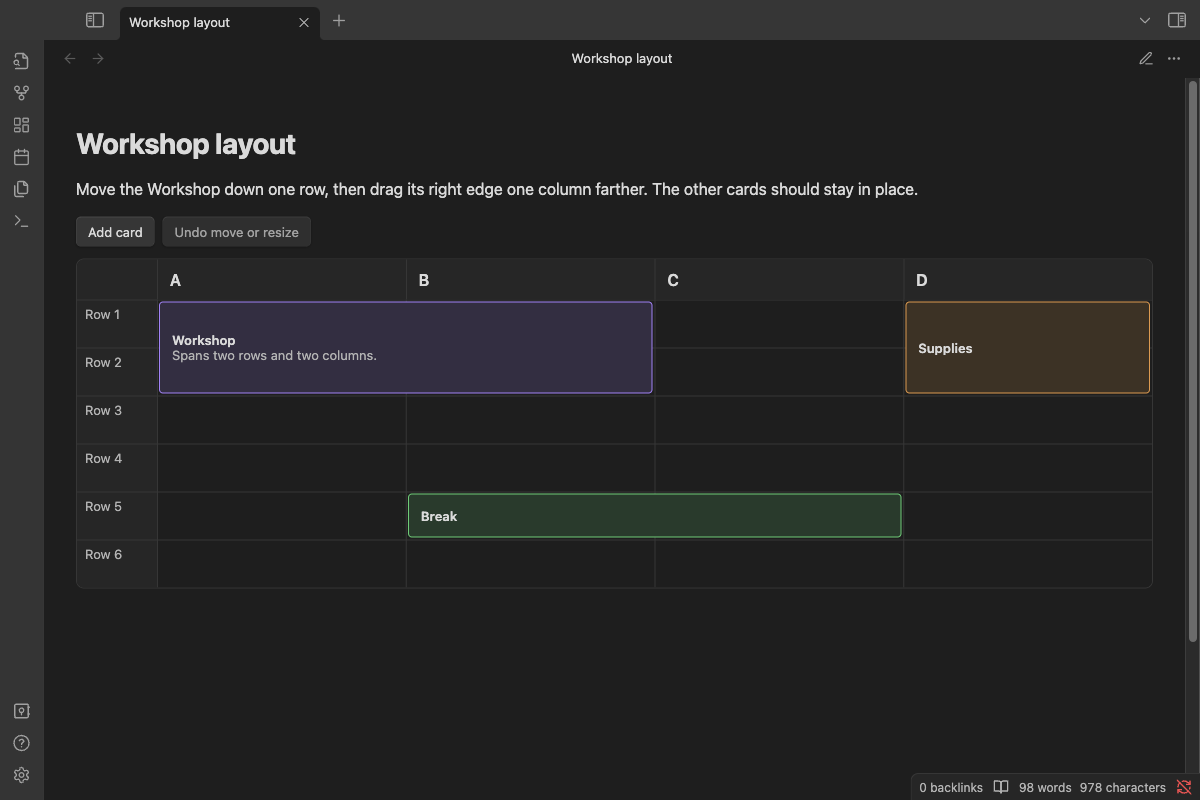 Workshop layout
Workshop layout
Workshop layout
Move the Workshop down one row, then drag its right edge one column farther. The other cards should stay in place.
Add card
Undo move or resize
A B C D
Row 1
Workshop
Spans two rows and two columns.
Supplies
Row 2
Row 3
Row 4
Row 5
Break
Row 6
0 backlinks 98 words 978 characters